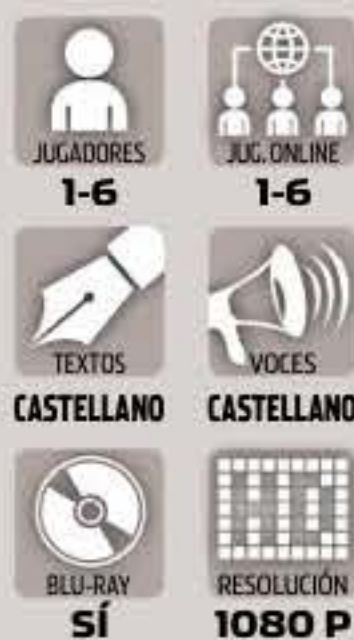 JUGADORES JUG. ONLINE
1-6 1-6
TEXTOS VOCES
CASTELLANO CASTELLANO
BLU-RAY RESOLUCIÓN
SÍ 1080 P